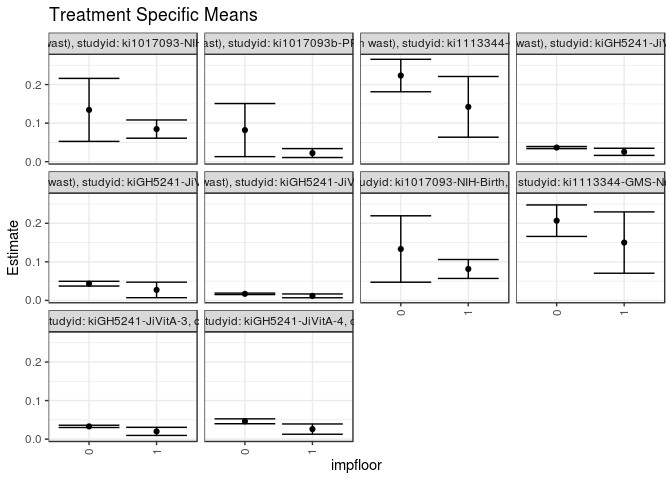 Treatment Specific Means
wast), studyid: ki1017093-NIH
wast), studyid: ki1017093b-PR
n wast), studyid: ki1113344-
wast), studyid: kiGH5241-JiV
0.2
0.1
0.0
wast), studyid: kiGH5241-JiV
wast), studyid: kiGH5241-JiV
tudyid: ki1017093-NIH-Birth,
studyid: ki1113344-GMS-N
0.2
0.1
0.0
0 1
0 1
tudyid: kiGH5241-JiVitA-3, c
tudyid: kiGH5241-JiVitA-4, c
0.2
0.1
0.0
0 1
0 1
Estimate
impfloor